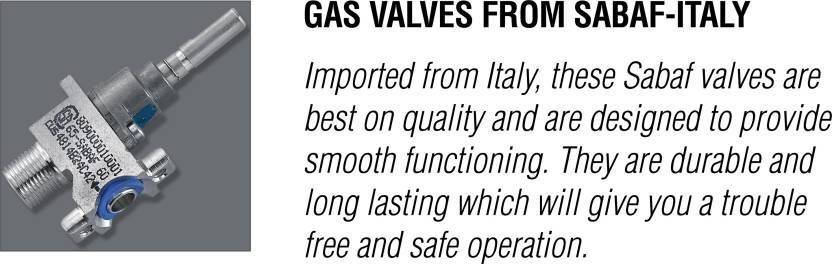 GAS VALVES FROM SABAF-ITALY
Imported from Italy, these Sabaf valves are
best on quality and are designed to provide
smooth functioning. They are durable and
long lasting which will give you a trouble
free and safe operation.